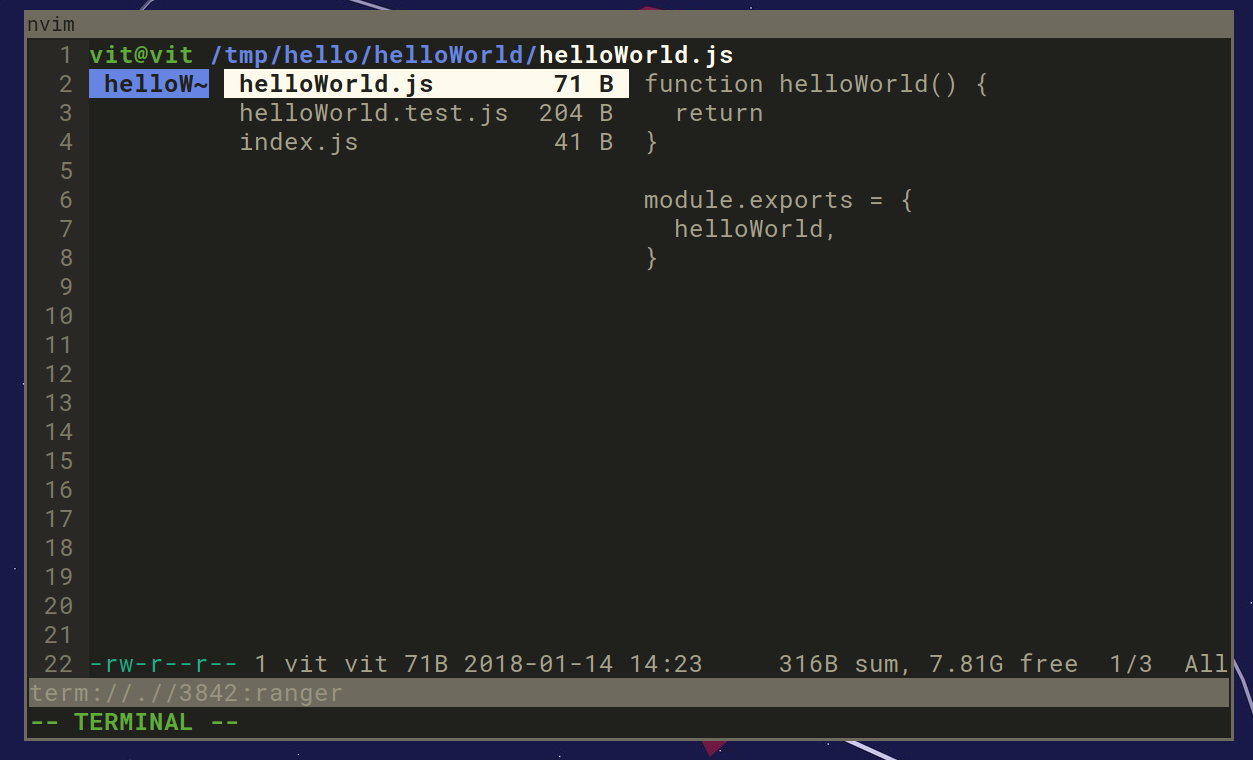 nvim
1 vit@vit /tmp/hello/helloWorld/helloWorld.js
2 helloW~ helloWorld.js 71 B function helloWorld() {
3 helloWorld.test.js 204 B return
4 index.js 41 B }
5
6 module.exports = {
7 helloWorld,
8 }
9
10
11
12
13
14
15
16
17
18
19
20
21
22 -rw-r--r-- 1 vit vit 71B 2018-01-14 14:23 316B sum, 7.81G free 1/3 All
term://.//3842:ranger
-- TERMINAL --